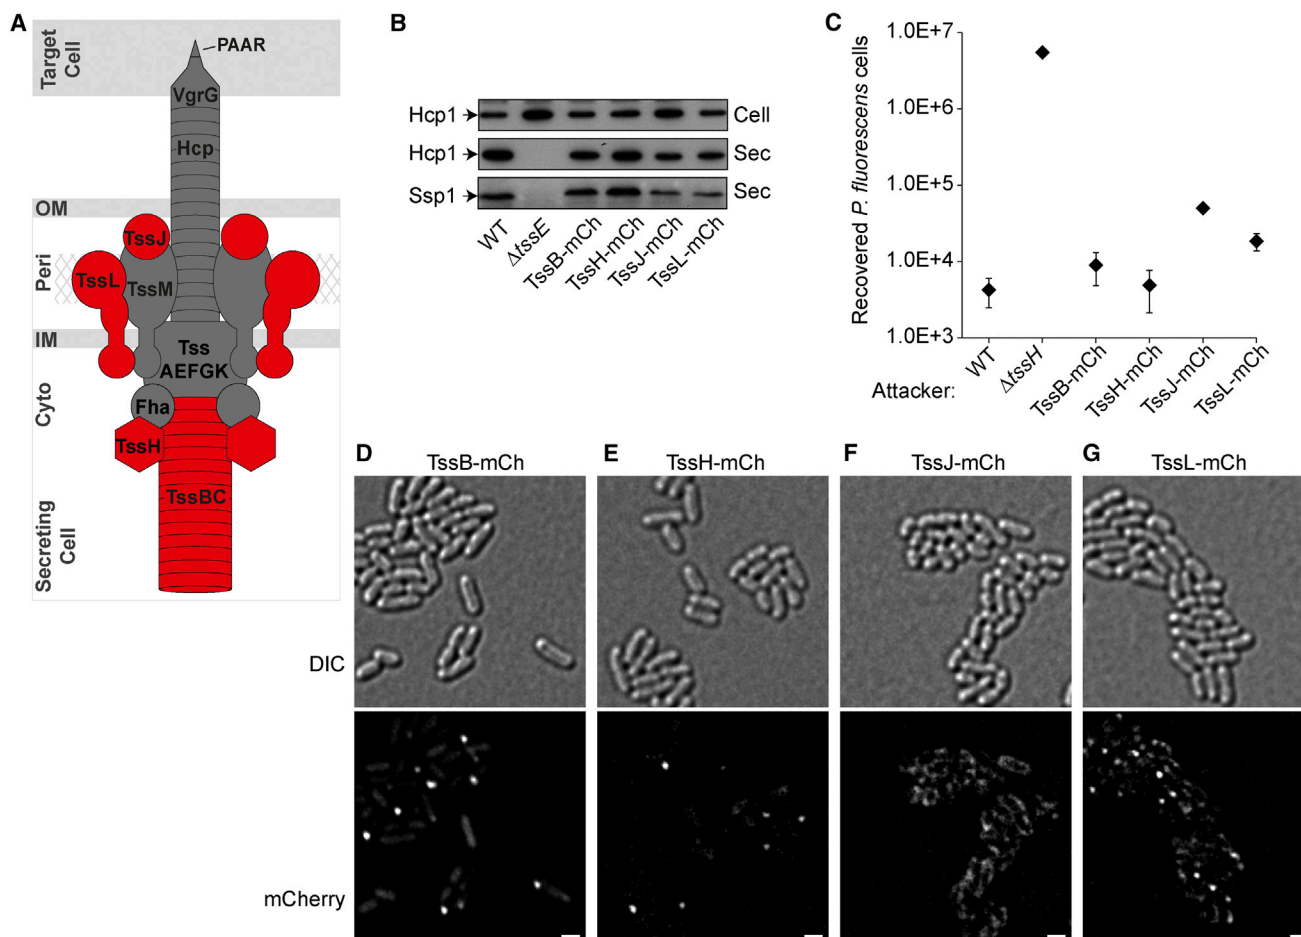 A
Target
Cell
PAAR
VgrG
Hcp
OM
TssJ
Peri
TssL
TssM
IM
Tss
AEFGK
Cyto
Fha
TssH
TssBC
Secreting
Cell
B
Hcp1
Cell
Hcp1
Sec
Ssp1
Sec
WT
ΔtssE
TssB-mCh
TssH-mCh
TssJ-mCh
TssL-mCh
C
Recovered P. fluorescens cells
1.0E+7
1.0E+6
1.0E+5
1.0E+4
1.0E+3
Attacker:
WT
ΔtssH
TssB-mCh
TssH-mCh
TssJ-mCh
TssL-mCh
D
TssB-mCh
E
TssH-mCh
F
TssJ-mCh
G
TssL-mCh
DIC
mCherry